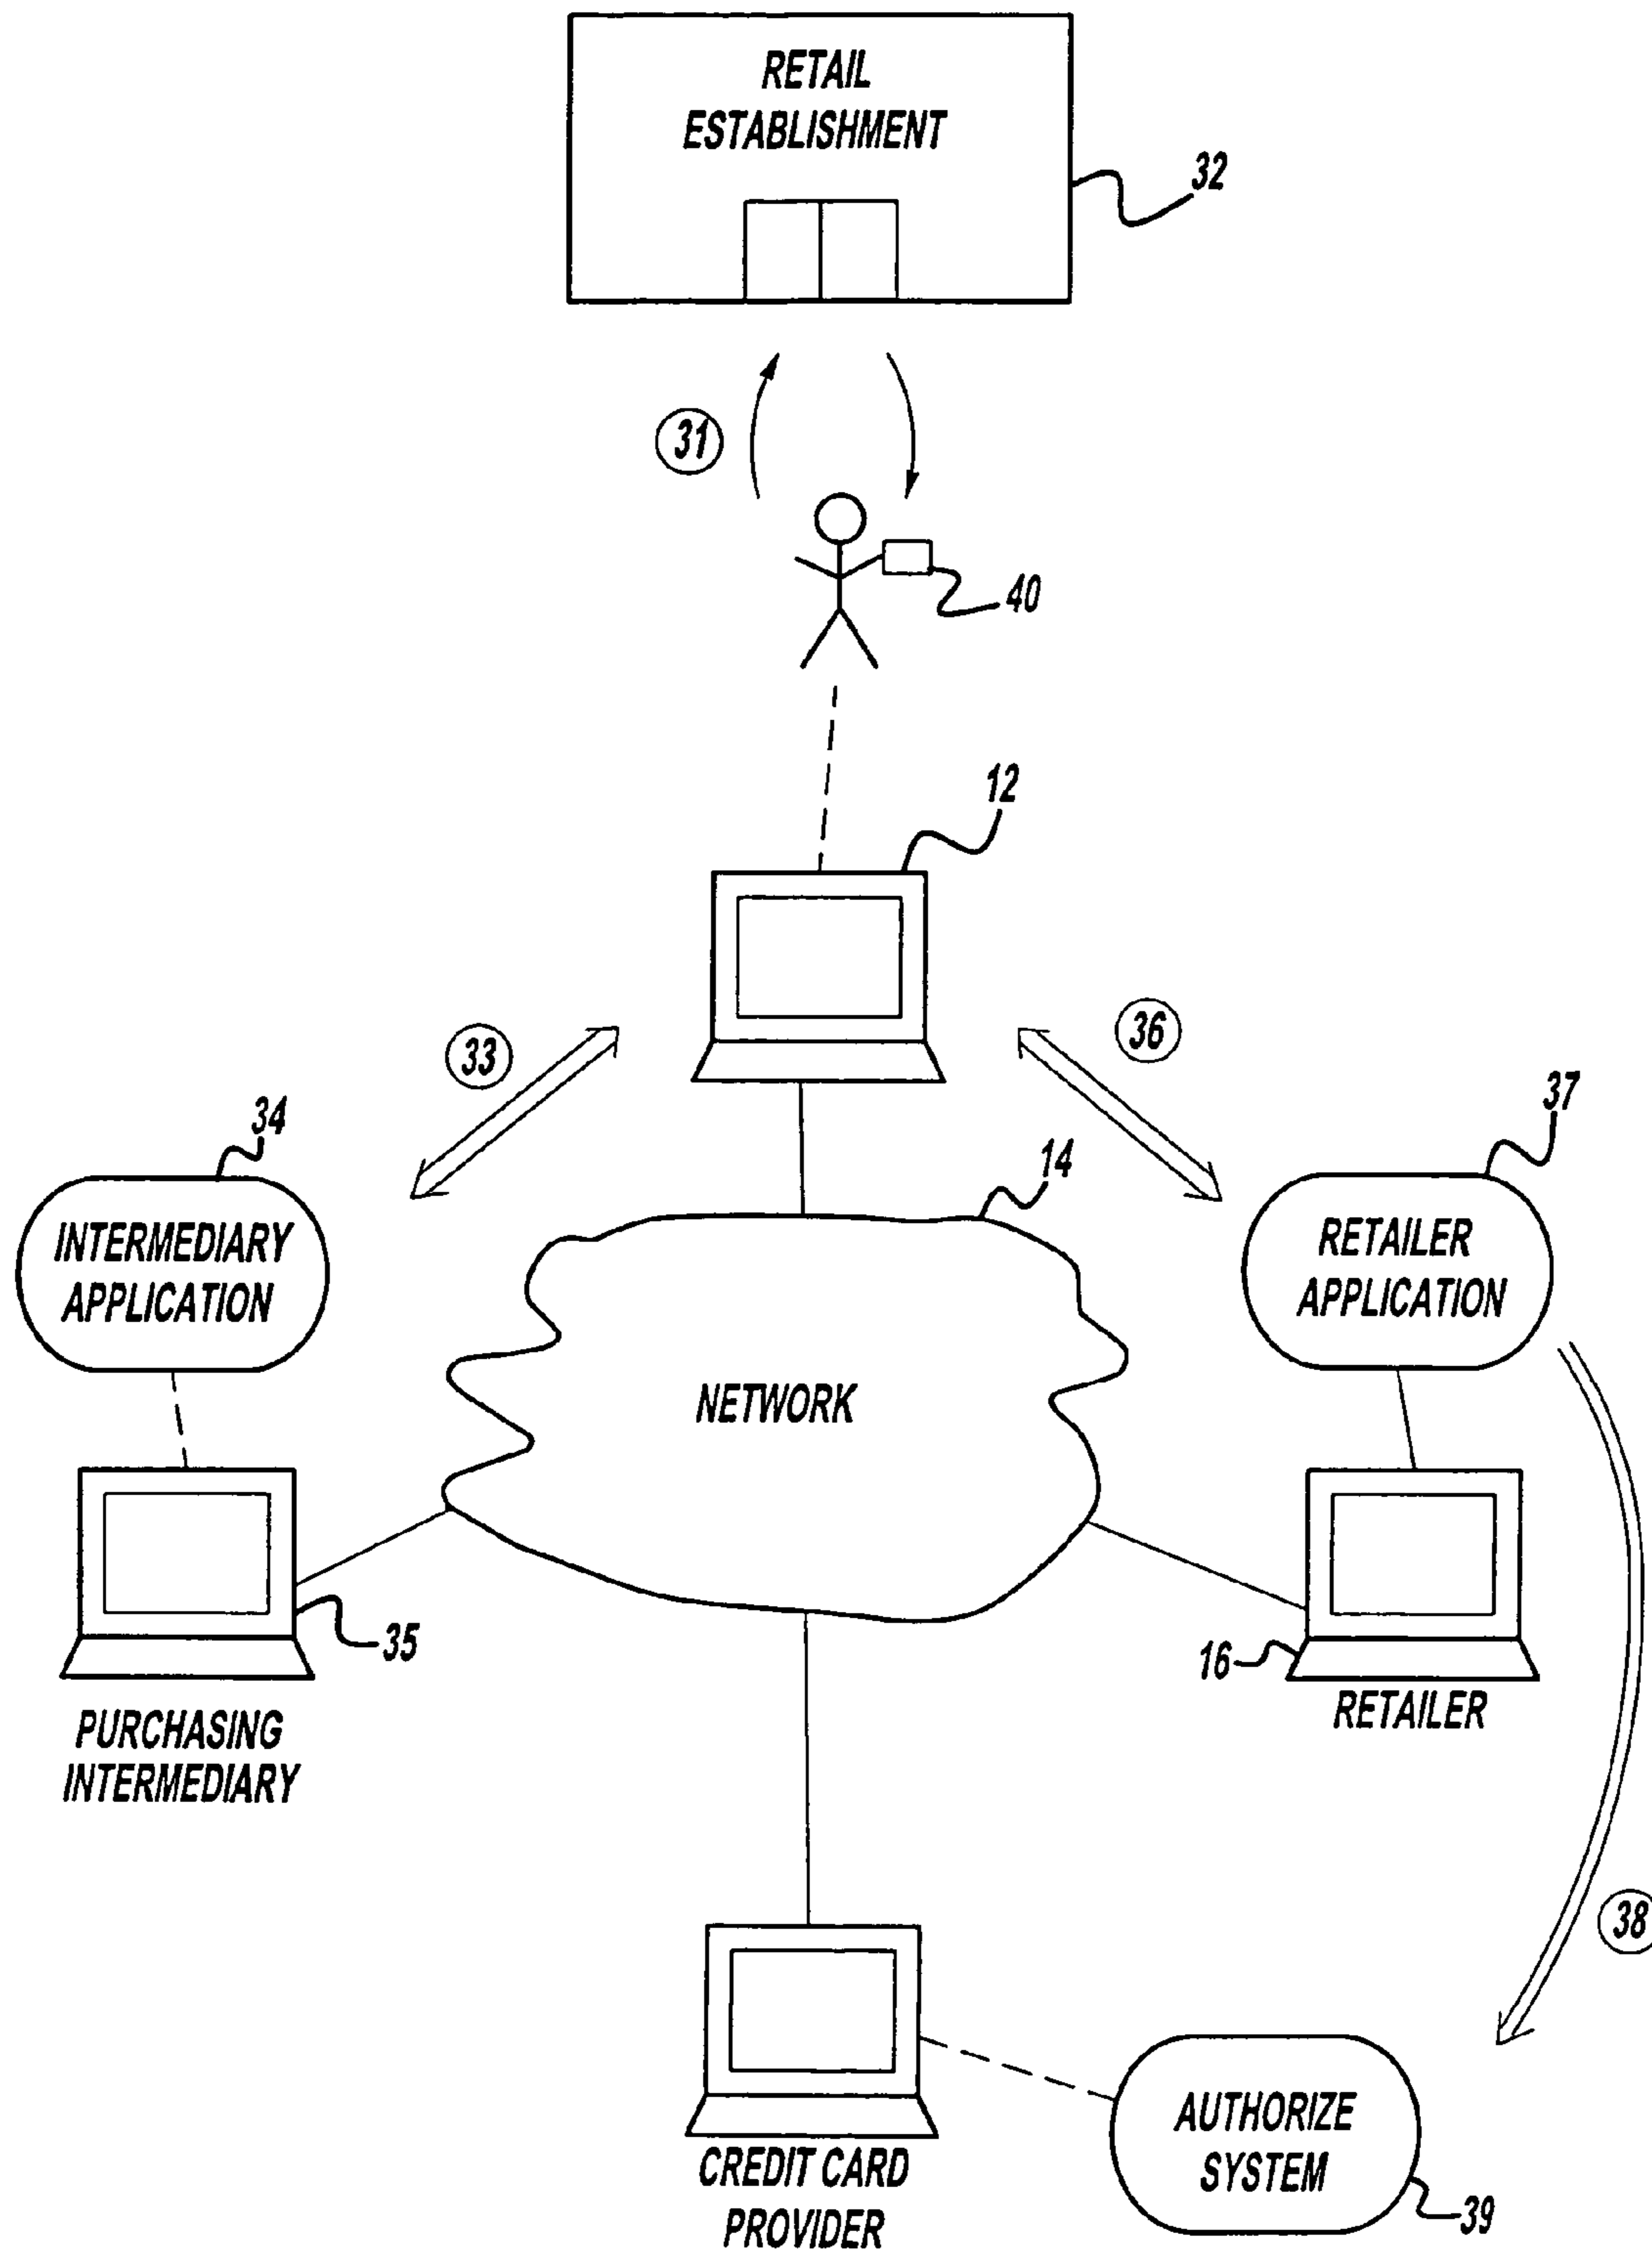 RETAIL
ESTABLISHMENT
32
31
40
12
33
36
34
37
14
INTERMEDIARY
APPLICATION
RETAILER
APPLICATION
NETWORK
35
16
RETAILER
PURCHASING
INTERMEDIARY
38
AUTHORIZE
SYSTEM
CREDIT CARD
PROVIDER
39